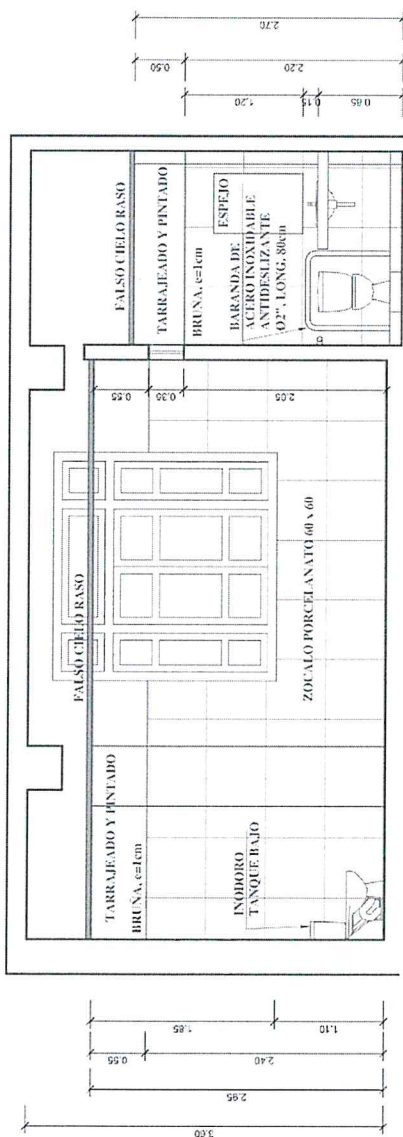 2.70
0.50
2.20
1.20
0.15
0.85
FALSO CIELO RASO
TARRAJEADO Y PINTADO
BRUÑA, e=1cm
ESPEJO
BARANDA DE
ACERO INOXIDABLE
ANTIDESLIZANTE
Ø2", LONG. 80cm
0.55
0.35
2.05
FALSO CIELO RASO
ZOCALO PORCELANATO 60 x 60
TARRAJEADO Y PINTADO
BRUÑA, e=1cm
INODORO
TANQUE BAJO
1.85
1.10
0.55
2.40
2.95
3.60